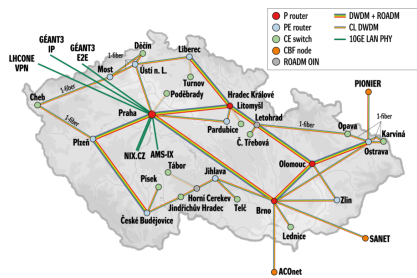 P router
PE router
CE switch
CBF node
ROADM OIN
DWDM + ROADM
CL DWDM
10GE LAN PHY
GÉANT3
IP
GÉANT3
E2E
LHCONE
VPN
Děčín
Liberec
Ústí n. L.
Most
1-fiber
Turnov
Poděbrady
Hradec Králové
Litomyšl
PIONIER
Cheb
1-fiber
Praha
Letohrad
1-fiber
1-fiber
Opava
Karviná
Pardubice
Č. Třebová
Ostrava
Plzeň
NIX.CZ
AMS-IX
Olomouc
Tábor
Písek
Jihlava
Horní Cerekev
Telč
Brno
Zlín
České Budějovice
Jindřichův Hradec
Lednice
SANET
ACOnet